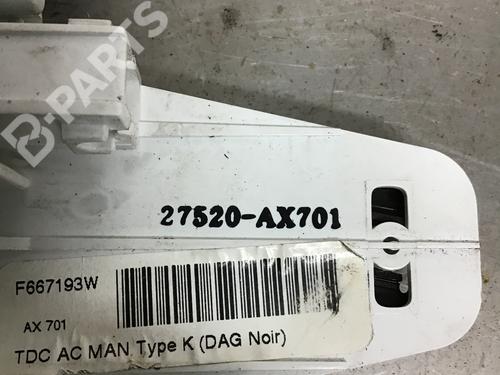 B-PARTS
27520-AX701
F667193W
AX 701
TDC AC MAN Type K (DAG Noir)